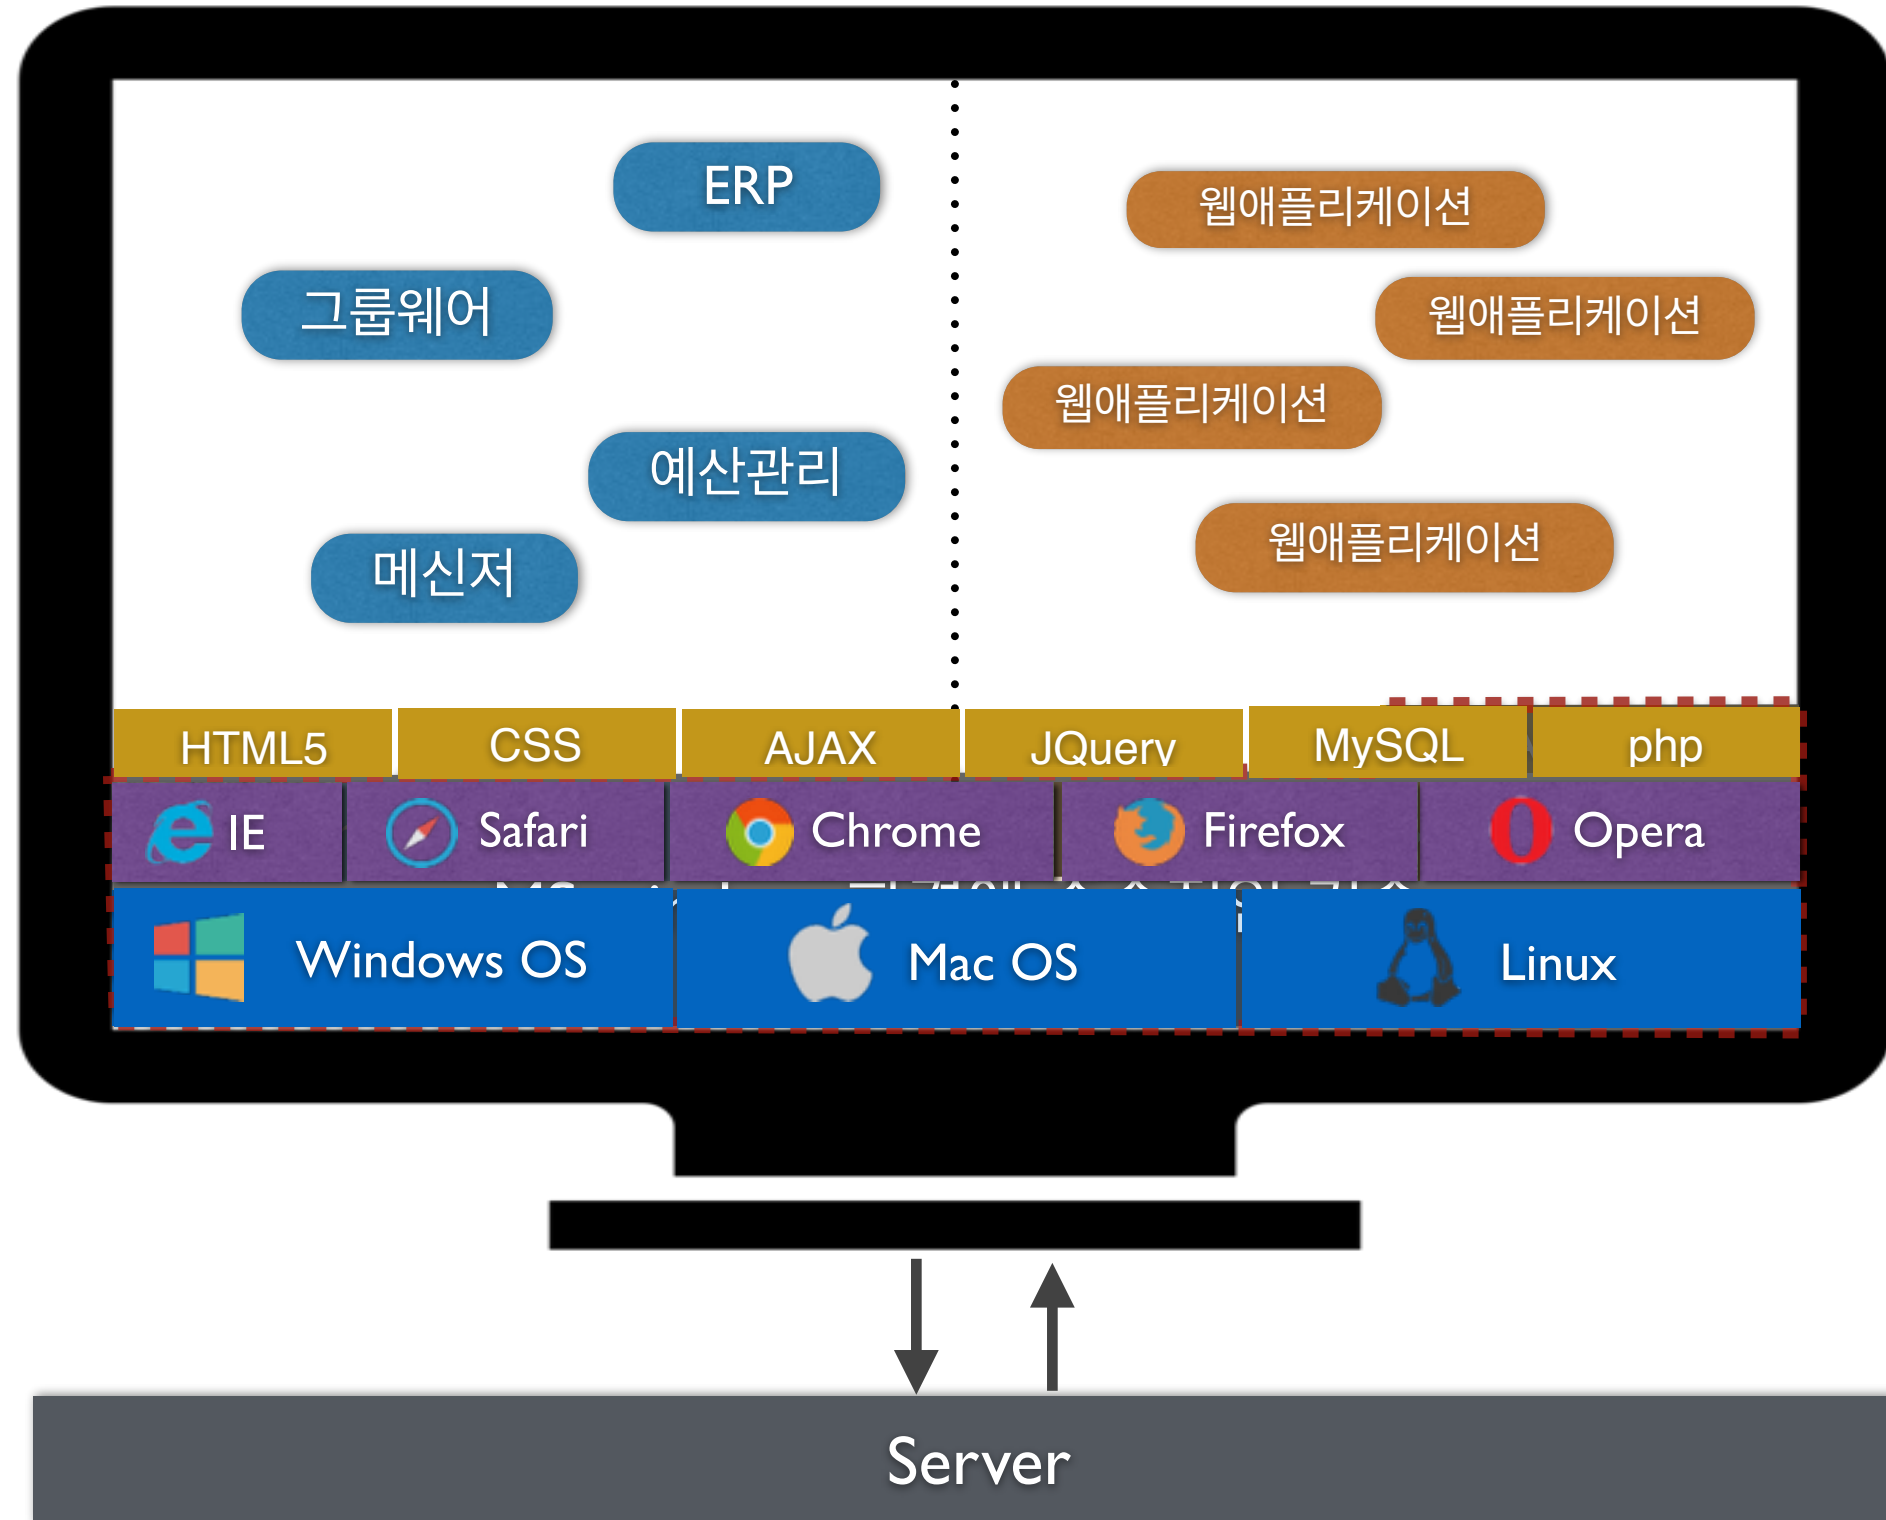 ERP
그룹웨어
예산관리
메신저
웹애플리케이션
웹애플리케이션
웹애플리케이션
웹애플리케이션
HTML5 CSS AJAX JQuery MySQL php
IE Safari Chrome Firefox Opera
Windows OS Mac OS Linux
Server